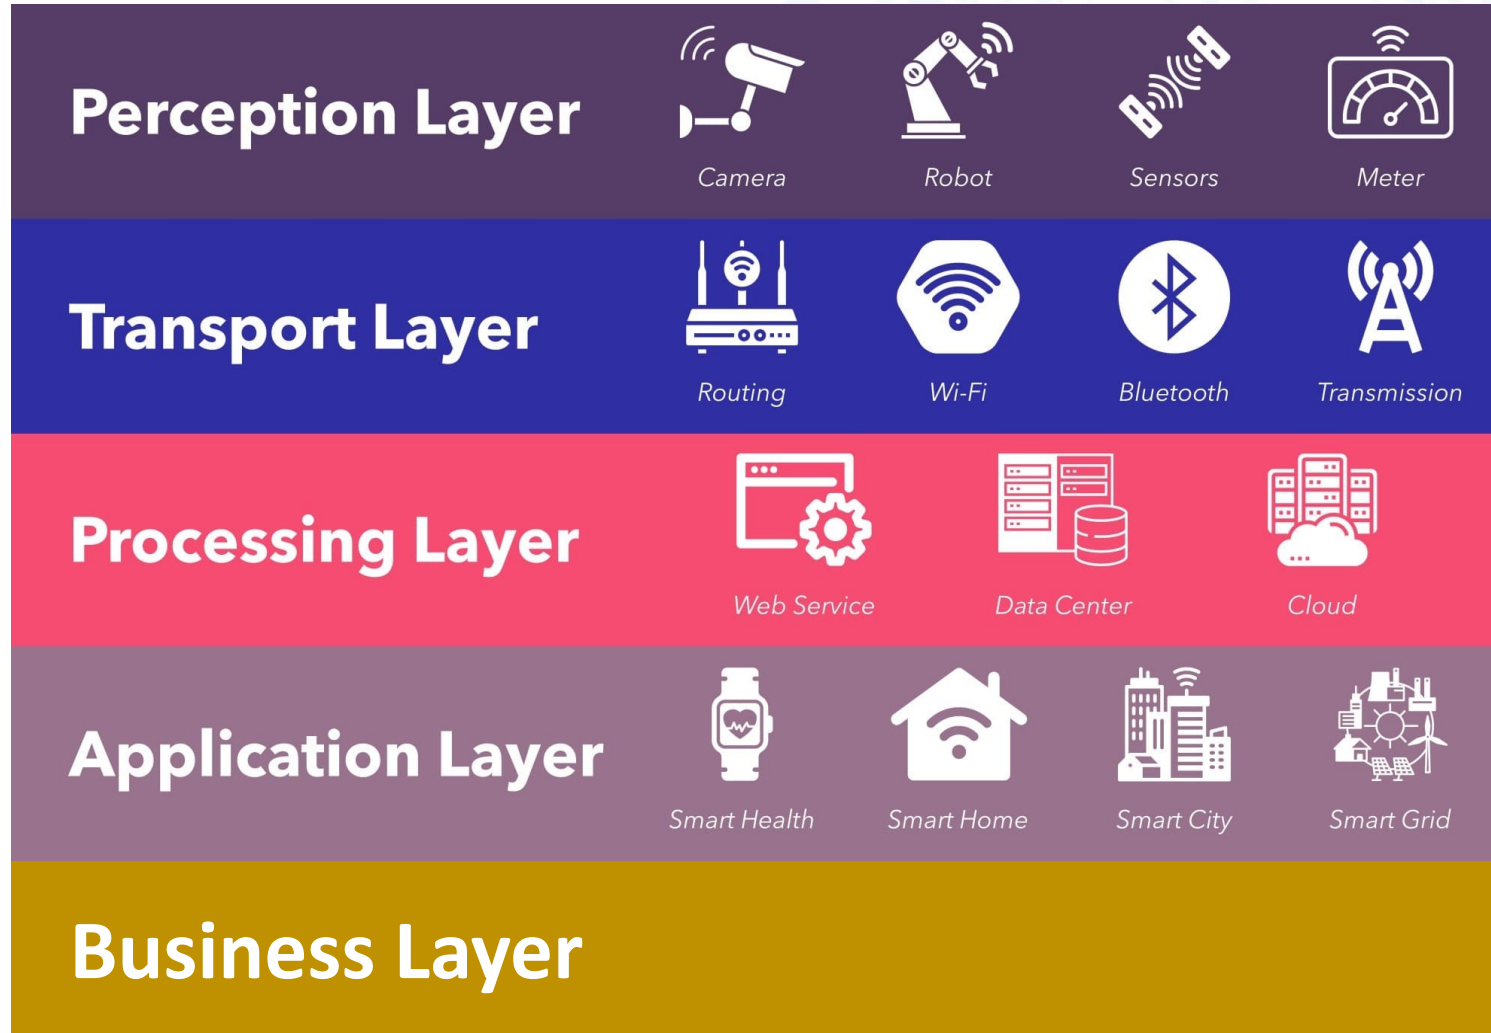 Perception Layer
Camera
Robot
Sensors
Meter
Transport Layer
Routing
Wi-Fi
Bluetooth
Transmission
Processing Layer
Web Service
Data Center
Cloud
Application Layer
Smart Health
Smart Home
Smart City
Smart Grid
Business Layer